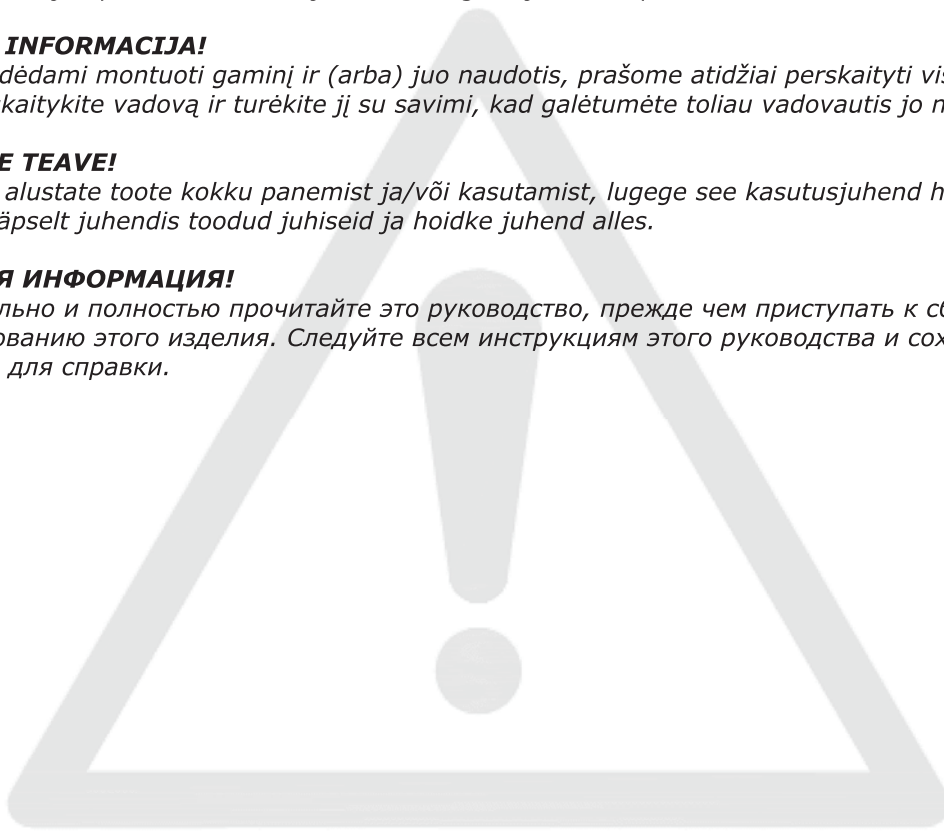 INFORMACIJA!
dėdami montuoti gaminį ir (arba) juo naudotis, prašome atidžiai perskaityti vis
kaitykite vadovą ir turėkite jį su savimi, kad galėtumėte toliau vadovautis jo n
E TEAVE!
alustate toote kokku panemist ja/või kasutamist, lugege see kasutusjuhend h
äpselt juhendis toodud juhiseid ja hoidke juhend alles.
Я ИНФОРМАЦИЯ!
льно и полностью прочитайте это руководство, прежде чем приступать к сб
ованию этого изделия. Следуйте всем инструкциям этого руководства и сох
для справки.